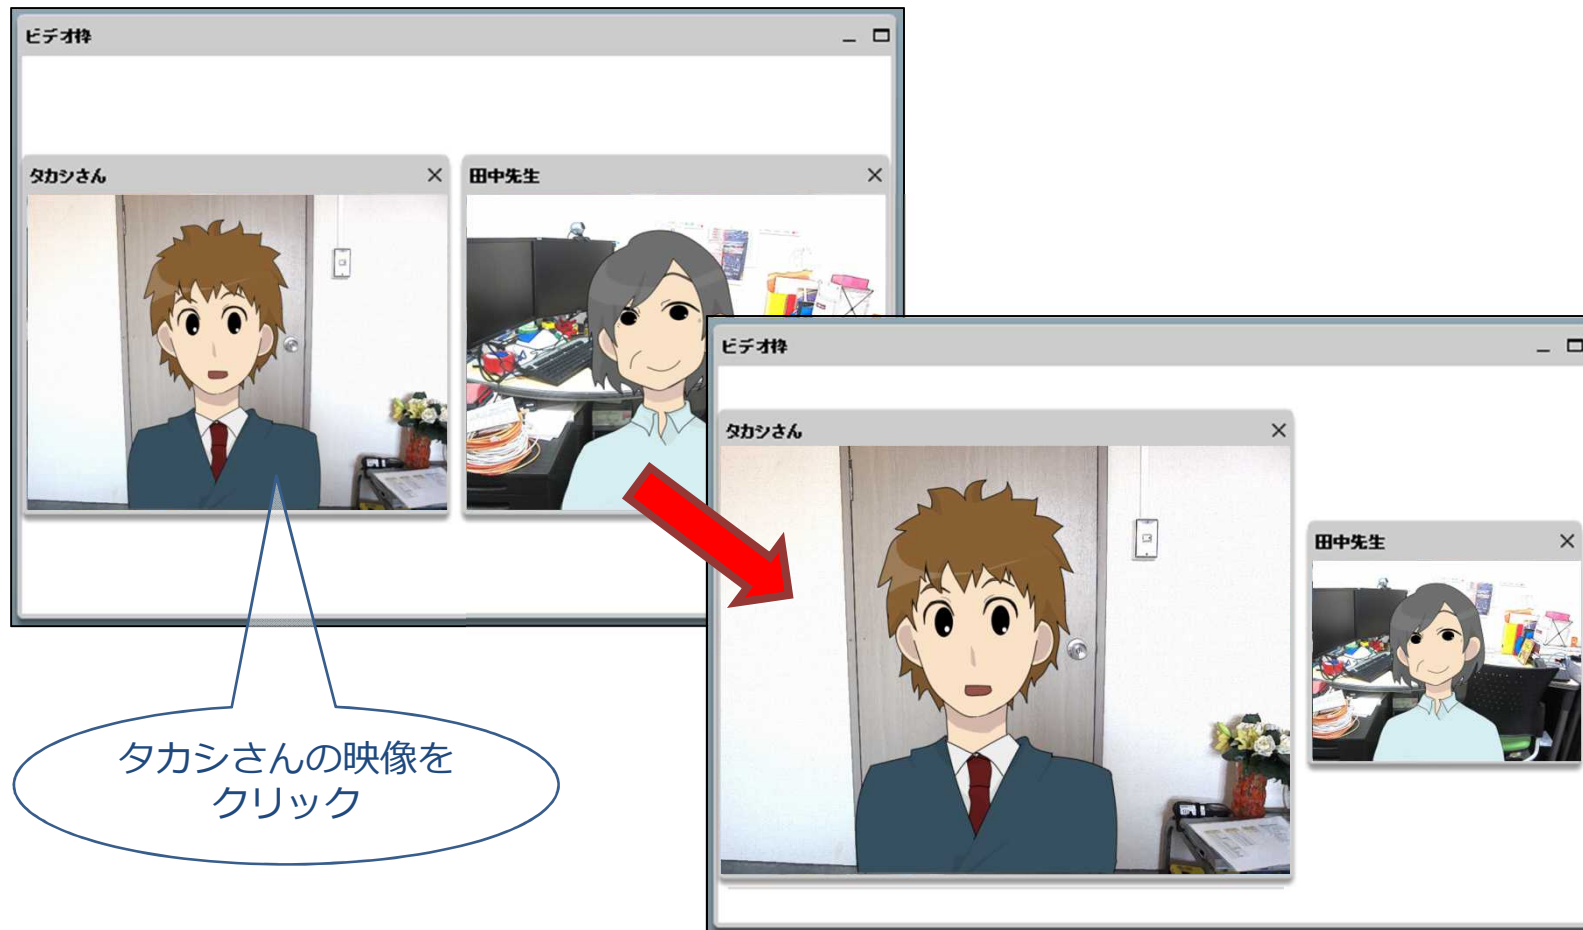 ビデオ枠
タカシさん
田中先生
ビデオ枠
タカシさん
田中先生
タカシさんの映像を
クリック